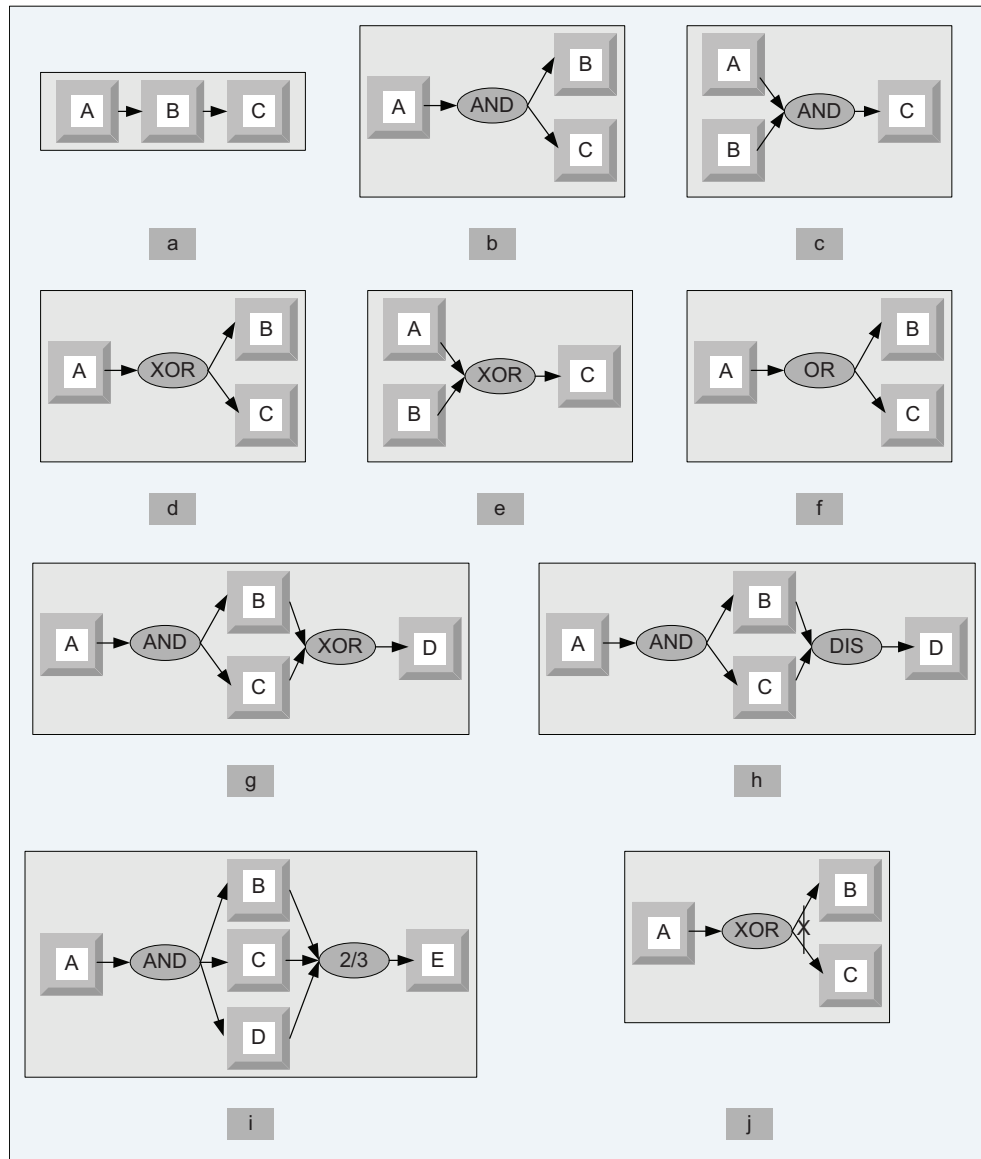 A B C
A AND B C
A B AND C
a
b
c
A XOR B C
A B XOR C
A OR B C
d
e
f
A AND B C XOR D
A AND B C DIS D
g
h
A AND B C D 2/3 E
A XOR X B C
i
j